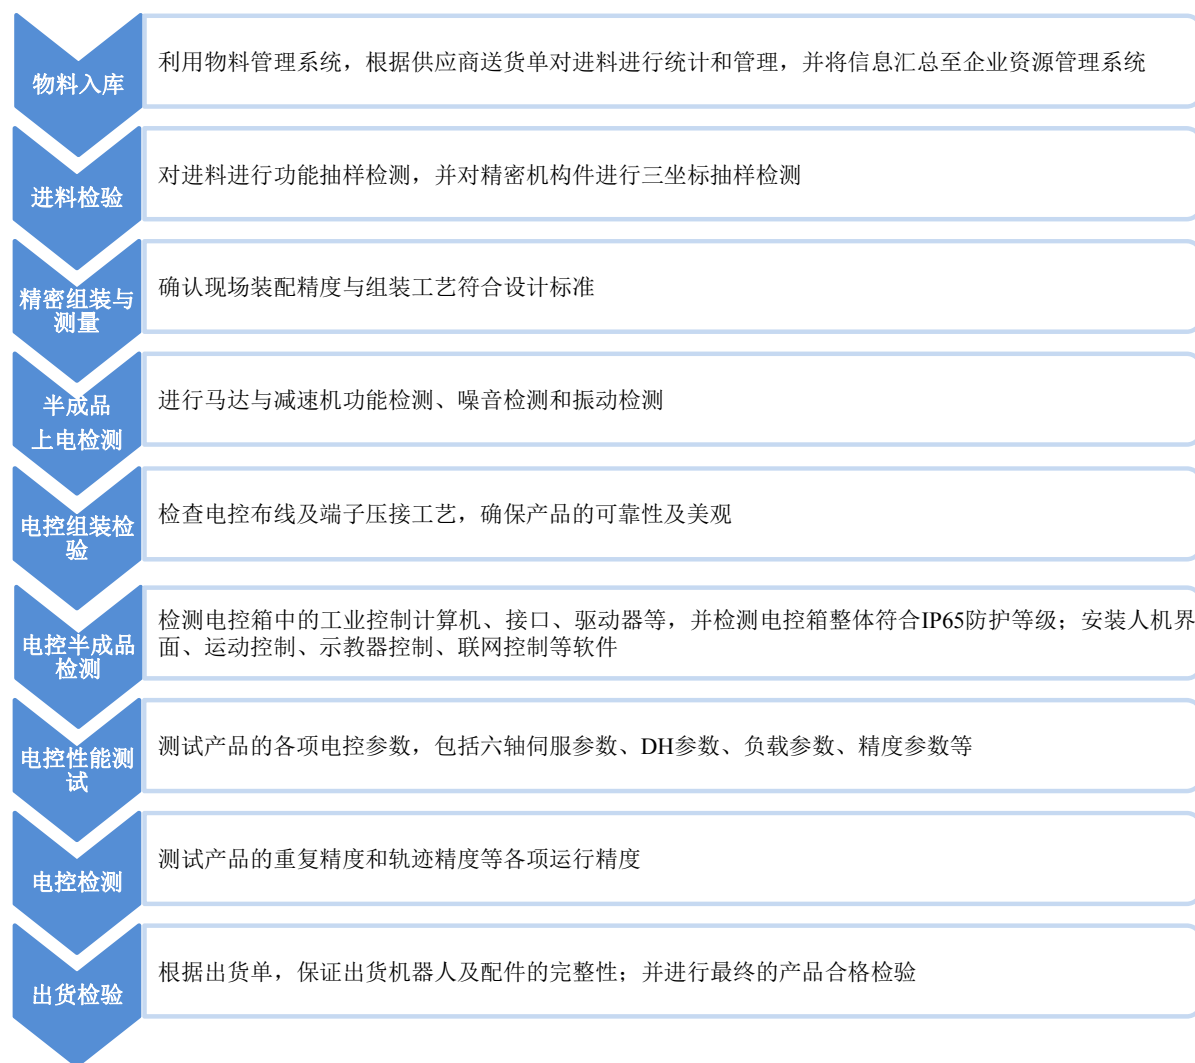 物料入库
利用物料管理系统，根据供应商送货单对进料进行统计和管理，并将信息汇总至企业资源管理系统
进料检验
对进料进行功能抽样检测，并对精密机构件进行三坐标抽样检测
精密组装与
测量
确认现场装配精度与组装工艺符合设计标准
半成品
上电检测
进行马达与减速机功能检测、噪音检测和振动检测
电控组装检
验
检查电控布线及端子压接工艺，确保产品的可靠性及美观
电控半成品
检测
检测电控箱中的工业控制计算机、接口、驱动器等，并检测电控箱整体符合IP65防护等级；安装人机界
面、运动控制、示教器控制、联网控制等软件
电控性能测
试
测试产品的各项电控参数，包括六轴伺服参数、DH参数、负载参数、精度参数等
电控检测
测试产品的重复精度和轨迹精度等各项运行精度
出货检验
根据出货单，保证出货机器人及配件的完整性；并进行最终的产品合格检验